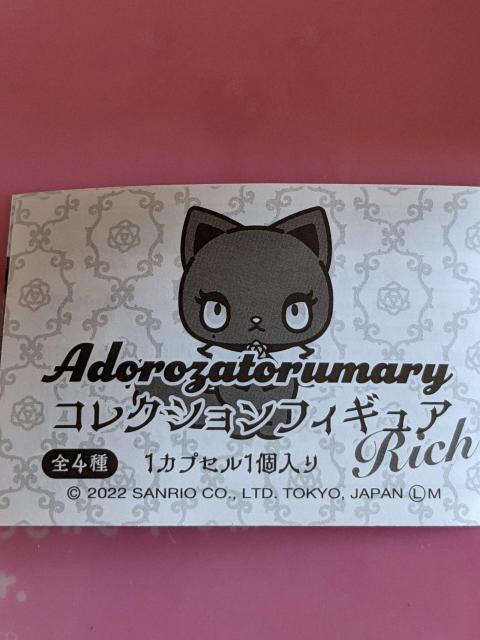 Adorozatorumary
コレクションフィギュア
Rich
全4種
1カプセル1個入り
© 2022 SANRIO CO., LTD. TOKYO, JAPAN Ⓛ M